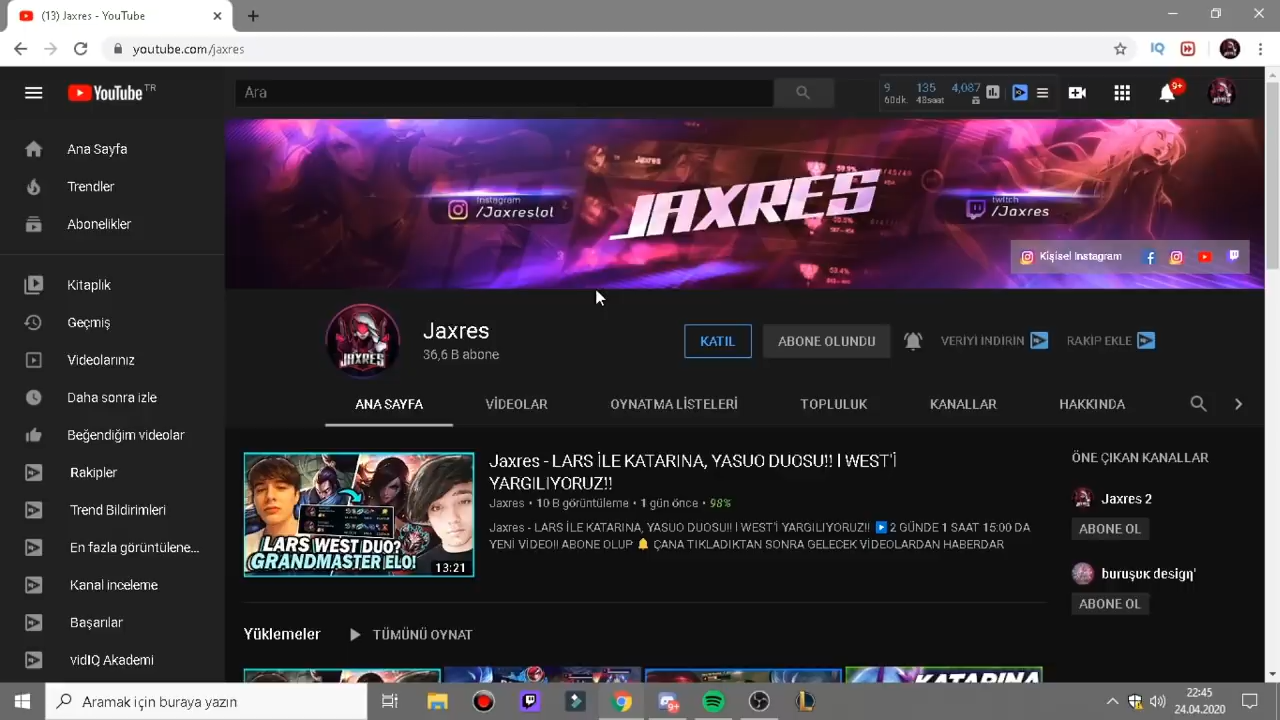 (13) Jaxres - YouTube
youtube.com/jaxres
YouTube TR
Ara
9
60dk.
135
48saat
4,087
9+
Ana Sayfa
Trendler
Abonelikler
Kitaplık
Geçmiş
Videolarınız
Daha sonra izle
Beğendiğim videolar
Rakipler
Trend Bildirimleri
En fazla görüntülene...
Kanal inceleme
Başarılar
vidIQ Akademi
Instagram
/Jaxreslol
JAXRES
twitch
/Jaxres
Kişisel Instagram
JAXRES
Jaxres
36,6 B abone
KATIL
ABONE OLUNDU
VERİYİ İNDİRİN
RAKİP EKLE
ANA SAYFA
VİDEOLAR
OYNATMA LİSTELERİ
TOPLULUK
KANALLAR
HAKKINDA
LARS WEST DUO?
GRANDMASTER ELO!
13:21
Jaxres - LARS İLE KATARINA, YASUO DUOSU!! I WEST'İ
YARGILIYORUZ!!
Jaxres • 10 B görüntüleme • 1 gün önce • 98%
Jaxres - LARS İLE KATARINA, YASUO DUOSU!! I WEST'İ YARGILIYORUZ!! ▶ 2 GÜNDE 1 SAAT 15:00 DA
YENİ VİDEO!! ABONE OLUP 🔔 ÇANA TIKLADIKTAN SONRA GELECEK VİDEOLARDAN HABERDAR
ÖNE ÇIKAN KANALLAR
Jaxres 2
ABONE OL
buruşuk design'
ABONE OL
Yüklemeler
TÜMÜNÜ OYNAT
KATARINA
Aramak için buraya yazın
9+
22:45
24.04.2020